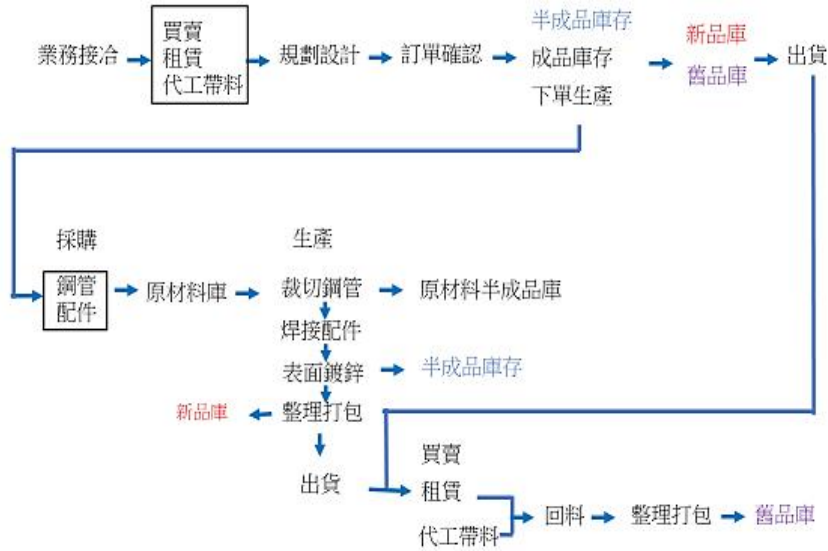 業務接洽
買賣
租賃
代工帶料
規劃設計
訂單確認
半成品庫存
成品庫存
下單生產
新品庫
舊品庫
出貨
採購
鋼管
配件
原材料庫
生產
裁切鋼管
原材料半成品庫
焊接配件
表面鍍鋅
半成品庫存
新品庫
整理打包
出貨
買賣
租賃
代工帶料
回料
整理打包
舊品庫